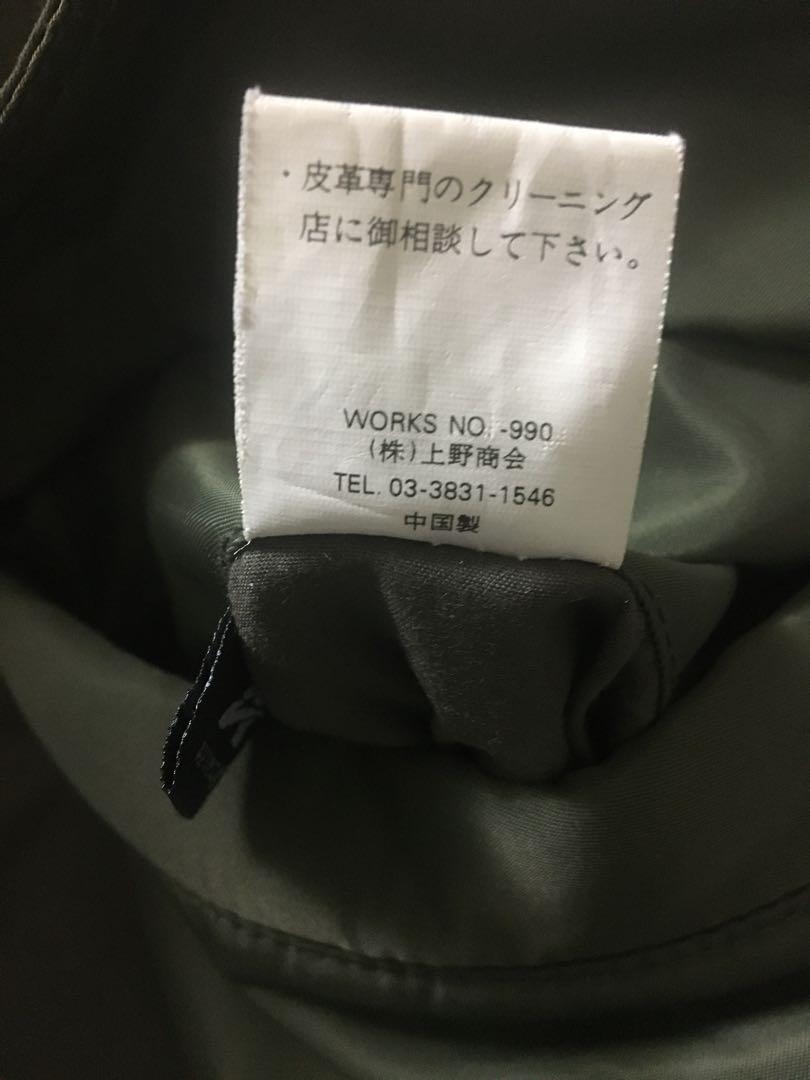 ・皮革専門のクリーニング
店に御相談して下さい。
WORKS NO. -990
(株)上野商会
TEL. 03-3831-1546
中国製